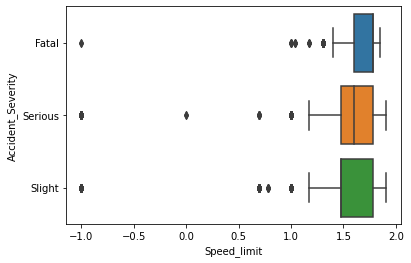 Accident_Severity
Fatal
Serious
Slight
-1.0 -0.5 0.0 0.5 1.0 1.5 2.0
Speed_limit